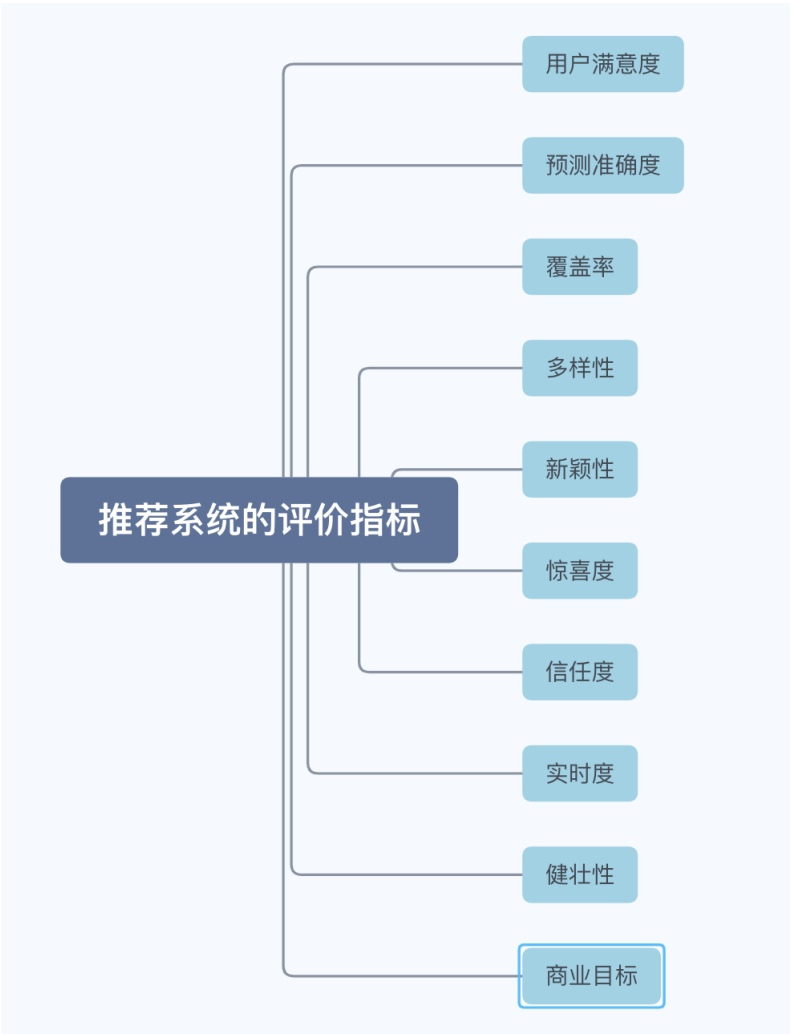 用户满意度
预测准确度
覆盖率
多样性
新颖性
推荐系统的评价指标
惊喜度
信任度
实时度
健壮性
商业目标